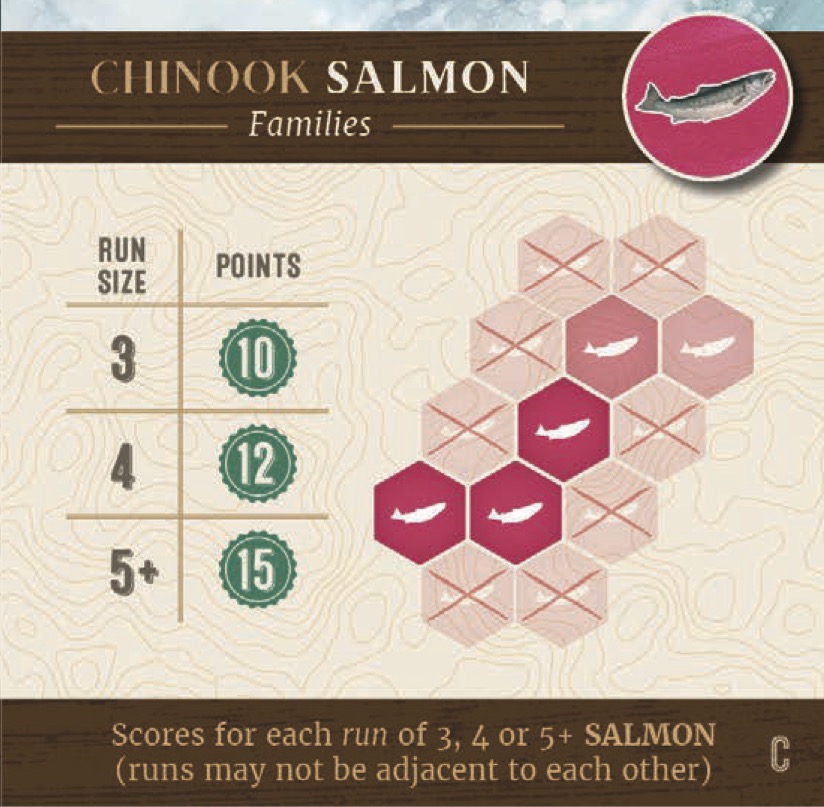 CHINOOK SALMON
Families
RUN SIZE
POINTS
3
10
4
12
5+
15
Scores for each run of 3, 4 or 5+ SALMON
(runs may not be adjacent to each other)
C